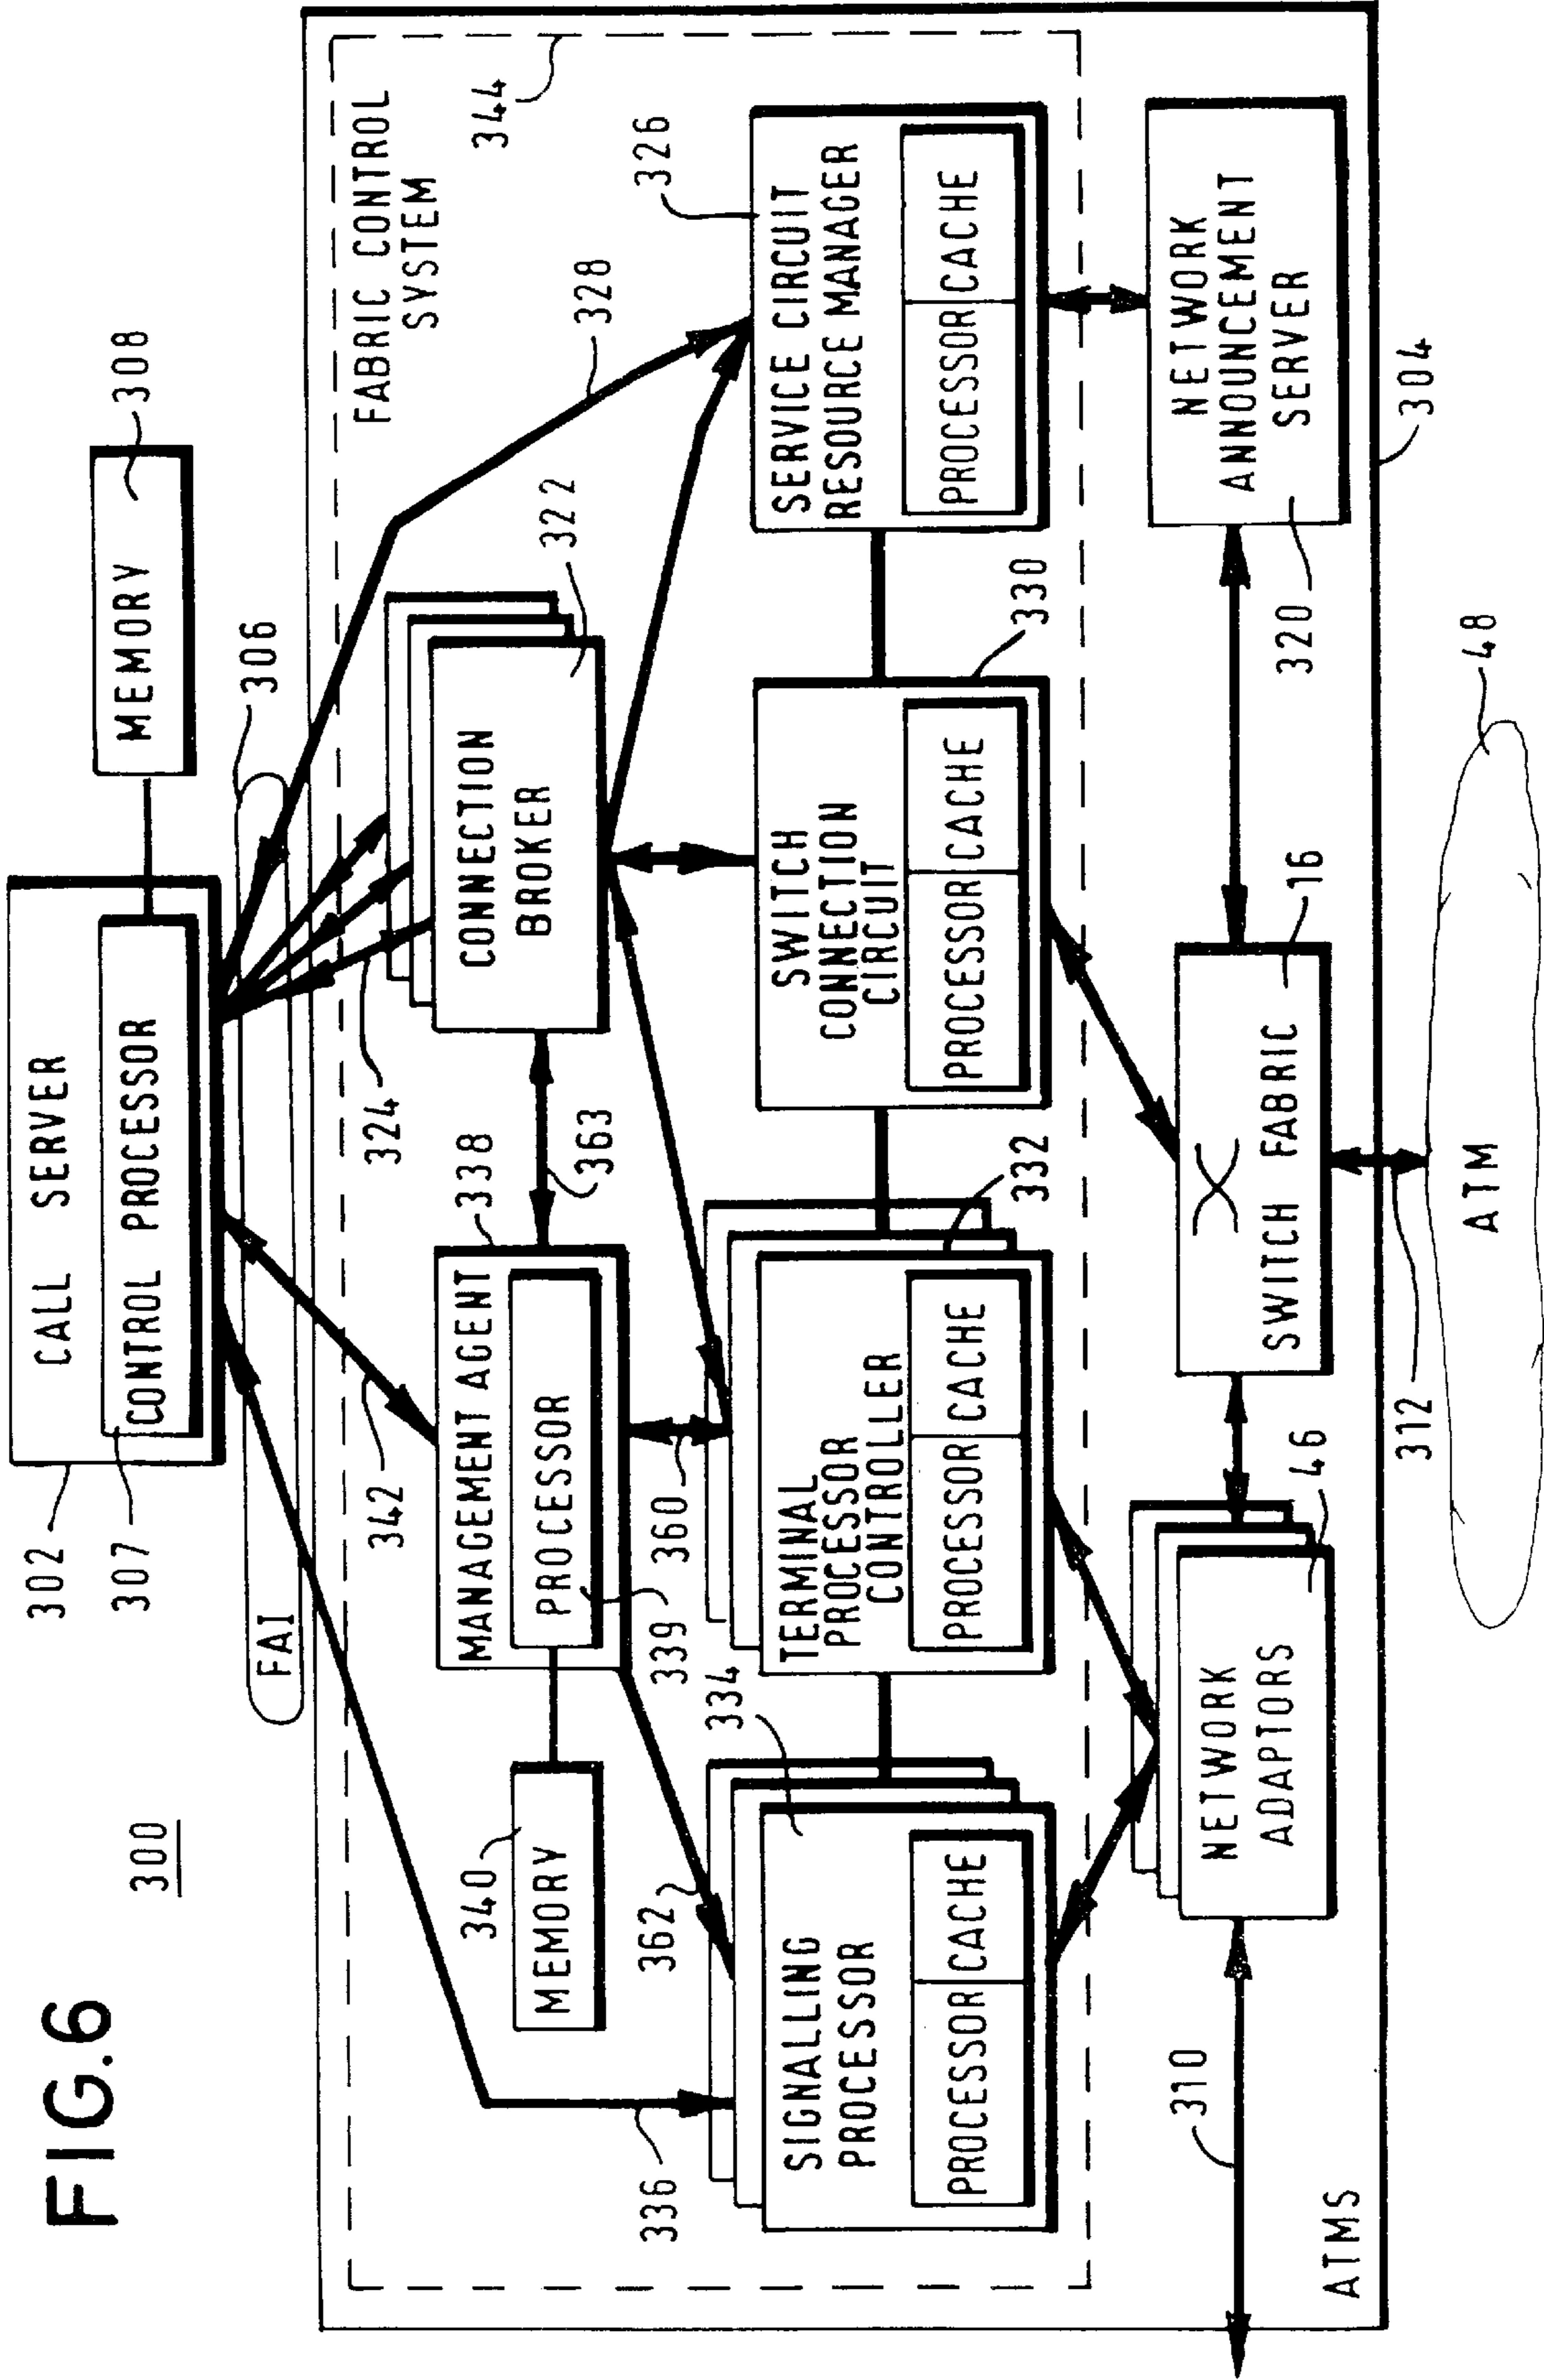 FIG.6
300
302
CALL SERVER
307
CONTROL PROCESSOR
MEMORY
308
306
FAI
FABRIC CONTROL
SYSTEM
344
342
324
328
338
MANAGEMENT AGENT
PROCESSOR
339
340
MEMORY
363
CONNECTION
BROKER
322
326
336
362
334
360
332
330
SIGNALLING
PROCESSOR
PROCESSOR
CACHE
TERMINAL
PROCESSOR
CONTROLLER
PROCESSOR
CACHE
SWITCH
CONNECTION
CIRCUIT
PROCESSOR
CACHE
SERVICE CIRCUIT
RESOURCE MANAGER
PROCESSOR
CACHE
310
NETWORK
ADAPTORS
46
SWITCH FABRIC
16
320
NETWORK
ANNOUNCEMENT
SERVER
ATMS
312
304
ATM
48